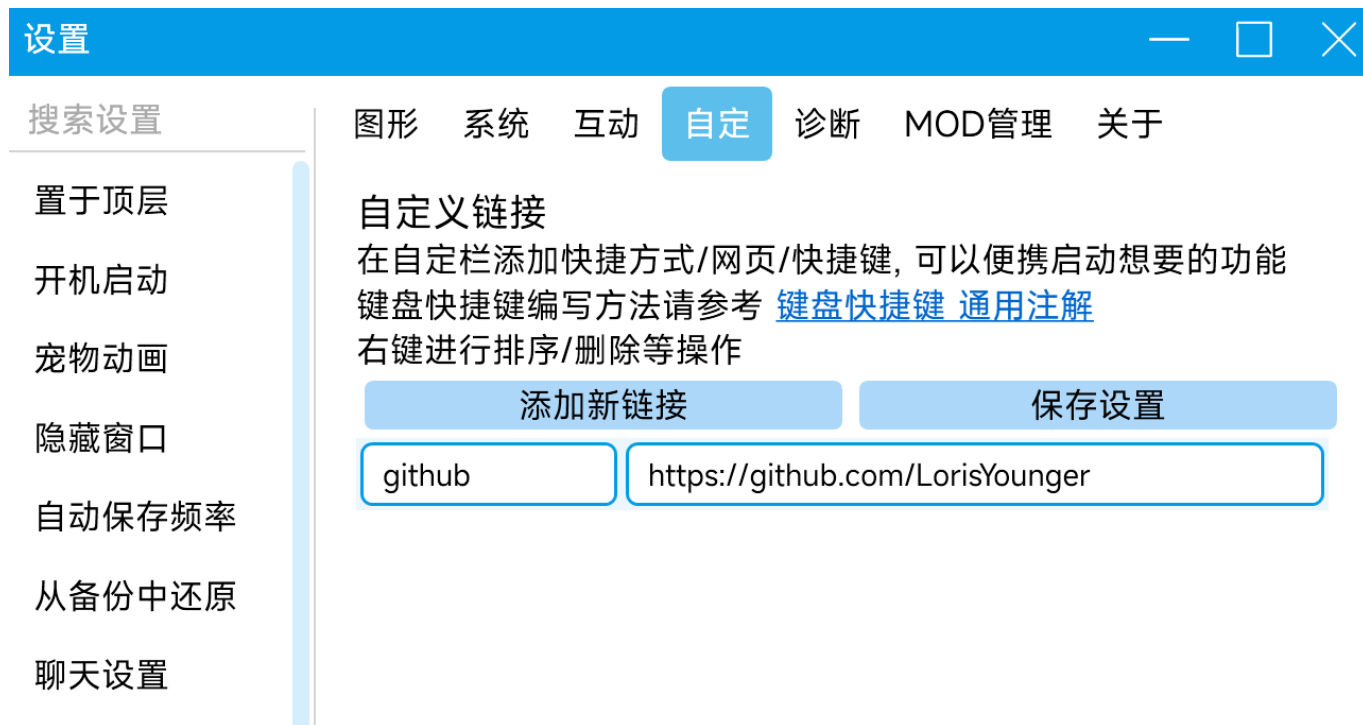 设置
搜索设置
置于顶层
开机启动
宠物动画
隐藏窗口
自动保存频率
从备份中还原
聊天设置
图形 系统 互动 自定 诊断 MOD管理 关于
自定义链接
在自定栏添加快捷方式/网页/快捷键, 可以便携启动想要的功能
键盘快捷键编写方法请参考 键盘快捷键 通用注解
右键进行排序/删除等操作
添加新链接 保存设置
github https://github.com/LorisYounger